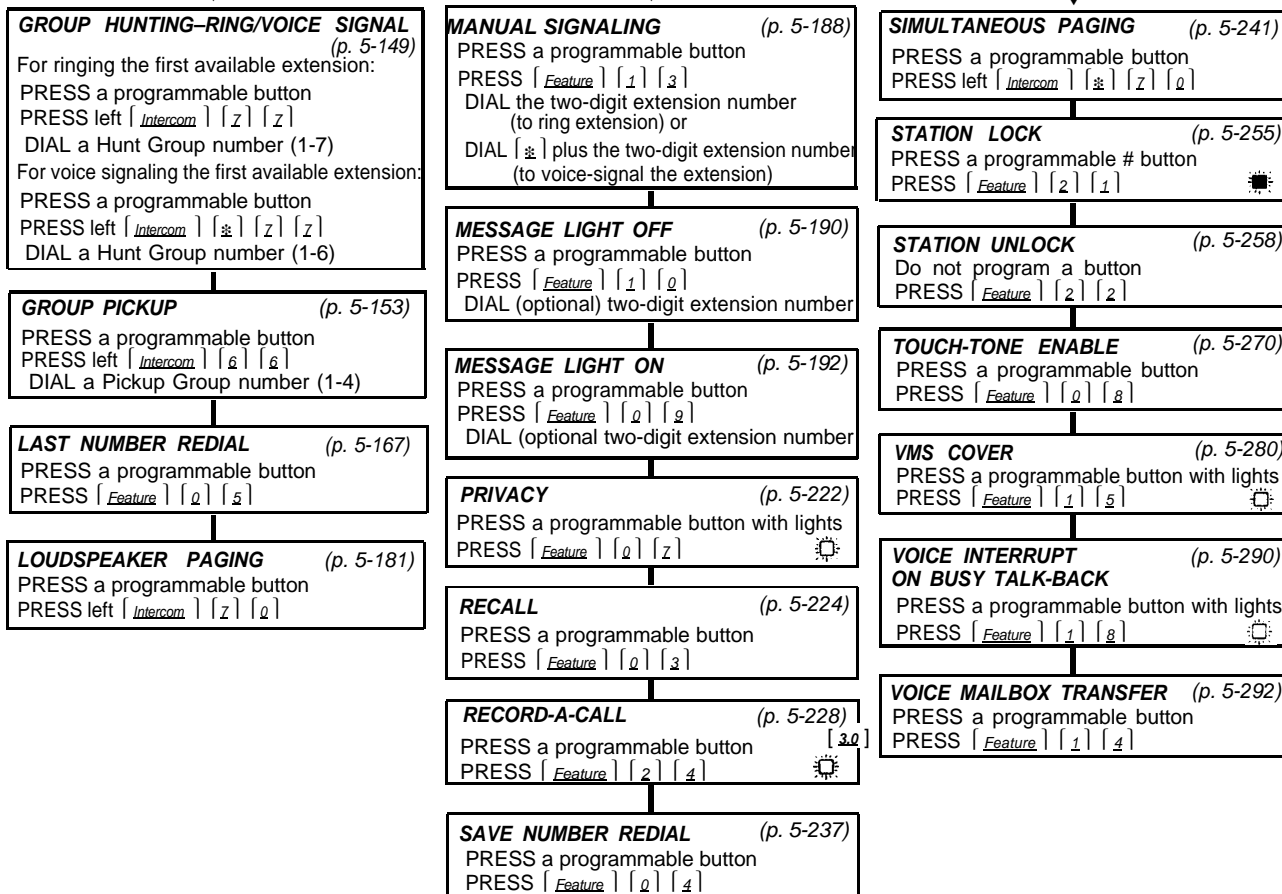 GROUP HUNTING–RING/VOICE SIGNAL
(p. 5-149)
For ringing the first available extension:
PRESS a programmable button
PRESS left [Intercom] [7] [7]
DIAL a Hunt Group number (1-7)
For voice signaling the first available extension:
PRESS a programmable button
PRESS left [Intercom] [*] [7] [7]
DIAL a Hunt Group number (1-6)
GROUP PICKUP (p. 5-153)
PRESS a programmable button
PRESS left [Intercom] [6] [6]
DIAL a Pickup Group number (1-4)
LAST NUMBER REDIAL (p. 5-167)
PRESS a programmable button
PRESS [Feature] [0] [5]
LOUDSPEAKER PAGING (p. 5-181)
PRESS a programmable button
PRESS left [Intercom] [7] [0]
MANUAL SIGNALING (p. 5-188)
PRESS a programmable button
PRESS [Feature] [1] [3]
DIAL the two-digit extension number
(to ring extension) or
DIAL [*] plus the two-digit extension number
(to voice-signal the extension)
MESSAGE LIGHT OFF (p. 5-190)
PRESS a programmable button
PRESS [Feature] [1] [0]
DIAL (optional) two-digit extension number
MESSAGE LIGHT ON (p. 5-192)
PRESS a programmable button
PRESS [Feature] [0] [9]
DIAL (optional two-digit extension number
PRIVACY (p. 5-222)
PRESS a programmable button with lights
PRESS [Feature] [0] [7]
RECALL (p. 5-224)
PRESS a programmable button
PRESS [Feature] [0] [3]
RECORD-A-CALL (p. 5-228)
[3.0]
PRESS a programmable button
PRESS [Feature] [2] [4]
SAVE NUMBER REDIAL (p. 5-237)
PRESS a programmable button
PRESS [Feature] [0] [4]
SIMULTANEOUS PAGING (p. 5-241)
PRESS a programmable button
PRESS left [Intercom] [*] [7] [0]
STATION LOCK (p. 5-255)
PRESS a programmable # button
PRESS [Feature] [2] [1]
STATION UNLOCK (p. 5-258)
Do not program a button
PRESS [Feature] [2] [2]
TOUCH-TONE ENABLE (p. 5-270)
PRESS a programmable button
PRESS [Feature] [0] [8]
VMS COVER (p. 5-280)
PRESS a programmable button with lights
PRESS [Feature] [1] [5]
VOICE INTERRUPT (p. 5-290)
ON BUSY TALK-BACK
PRESS a programmable button with lights
PRESS [Feature] [1] [8]
VOICE MAILBOX TRANSFER (p. 5-292)
PRESS a programmable button
PRESS [Feature] [1] [4]